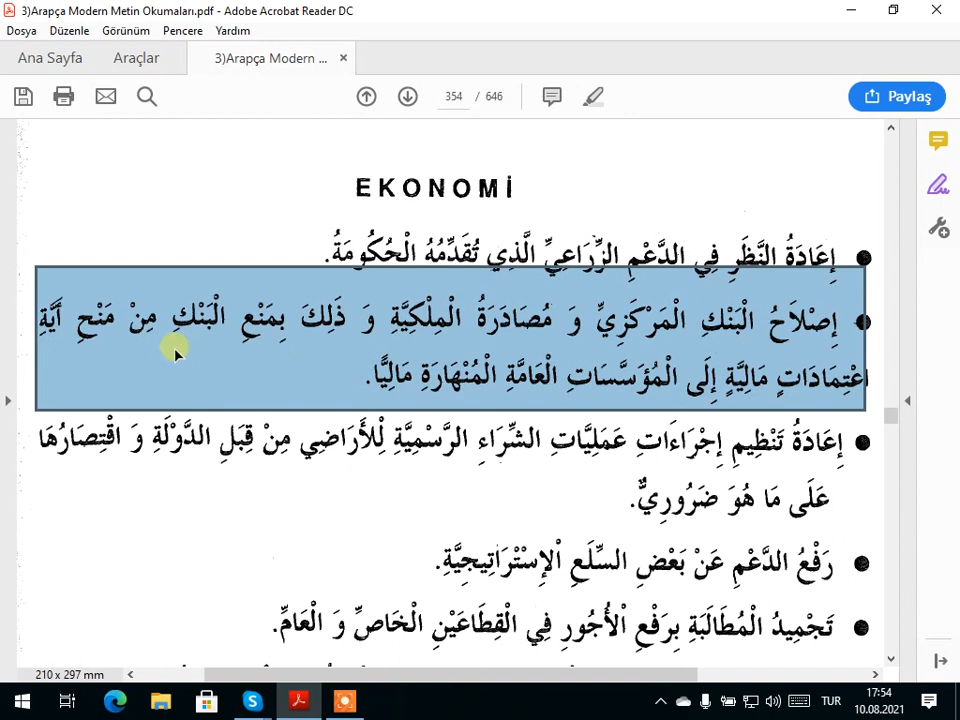 3)Arapça Modern Metin Okumaları.pdf - Adobe Acrobat Reader DC
Dosya Düzenle Görünüm Pencere Yardım
Ana Sayfa Araçlar 3)Arapça Modern ...
354 / 646 Paylaş
EKONOMİ
● إِعَادَةُ النَّظَرِ فِي الدَّعْمِ الزِّرَاعِيِّ الَّذِي تُقَدِّمُهُ الْحُكُومَةُ.
● إِصْلاَحُ الْبَنْكِ الْمَرْكَزِيِّ وَ مُصَادَرَةُ الْمِلْكِيَّةِ وَ ذَلِكَ بِمَنْعِ الْبَنْكِ مِنْ مَنْحِ أَيَّةِ
اعْتِمَادَاتٍ مَالِيَّةٍ إِلَى الْمُؤَسَّسَاتِ الْعَامَّةِ الْمُنْهَارَةِ مَالِيًّا.
● إِعَادَةُ تَنْظِيمِ إِجْرَاءَاتِ عَمَلِيَّاتِ الشِّرَاءِ الرَّسْمِيَّةِ لِلْأَرَاضِي مِنْ قِبَلِ الدَّوْلَةِ وَ اقْتِصَارُهَا
عَلَى مَا هُوَ ضَرُورِيٌّ.
● رَفْعُ الدَّعْمِ عَنْ بَعْضِ السِّلَعِ الْإِسْتْرَاتِيجِيَّةِ.
● تَجْمِيدُ الْمُطَالَبَةِ بِرَفْعِ الْأُجُورِ فِي الْقِطَاعَيْنِ الْخَاصِّ وَ الْعَامِّ.
210 x 297 mm
TUR 17:54
10.08.2021